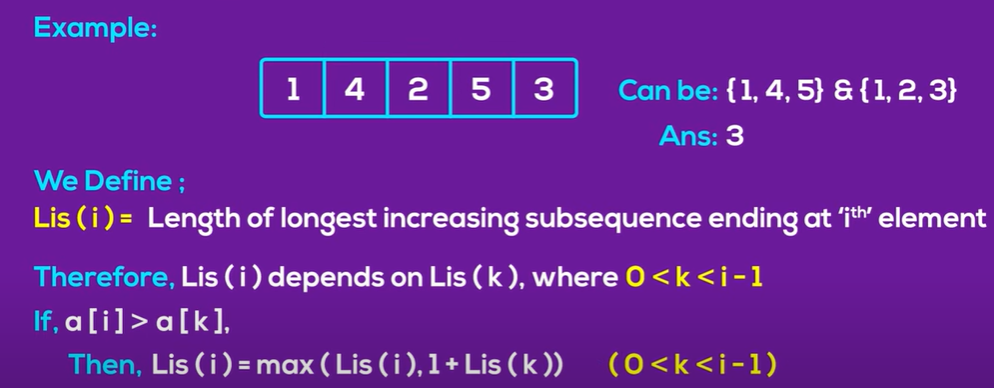 Example:
1 4 2 5 3
Can be: {1, 4, 5} & {1, 2, 3}
Ans: 3
We Define ;
Lis ( i ) = Length of longest increasing subsequence ending at ‘iᵗʰ’ element
Therefore, Lis ( i ) depends on Lis ( k ), where 0 < k < i - 1
If, a [ i ] > a [ k ],
Then, Lis ( i ) = max ( Lis ( i ), 1 + Lis ( k )) ( 0 < k < i - 1 )